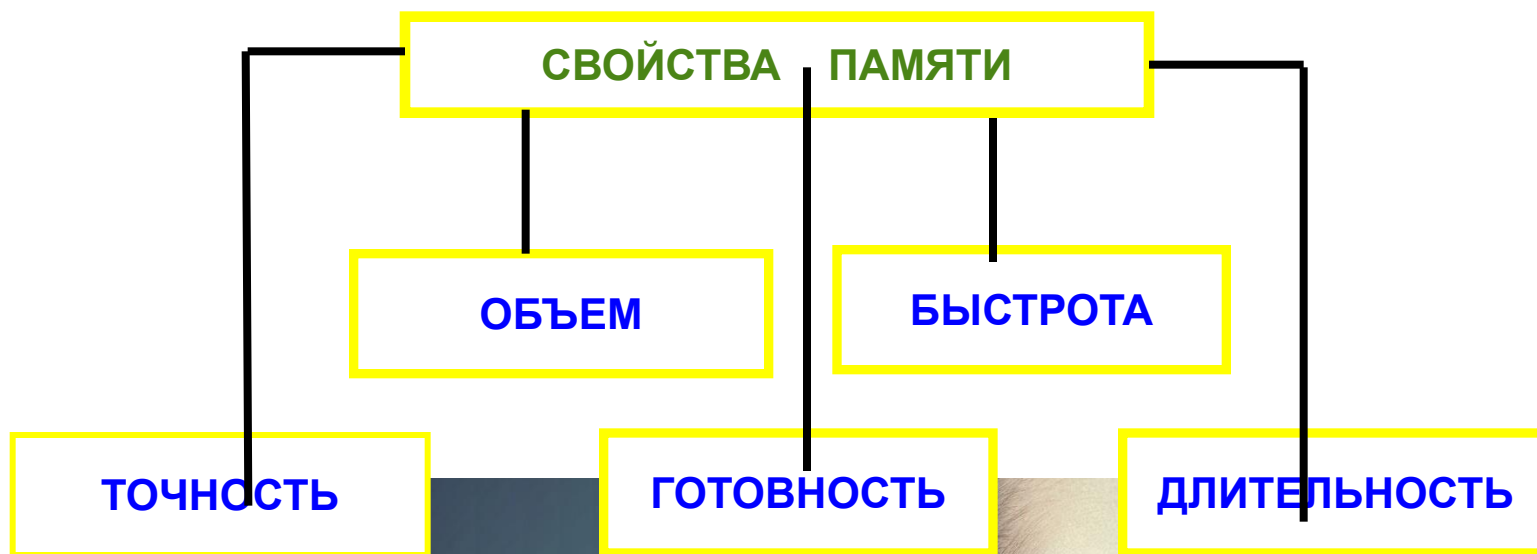 СВОЙСТВА ПАМЯТИ
ОБЪЕМ
БЫСТРОТА
ТОЧНОСТЬ
ГОТОВНОСТЬ
ДЛИТЕЛЬНОСТЬ